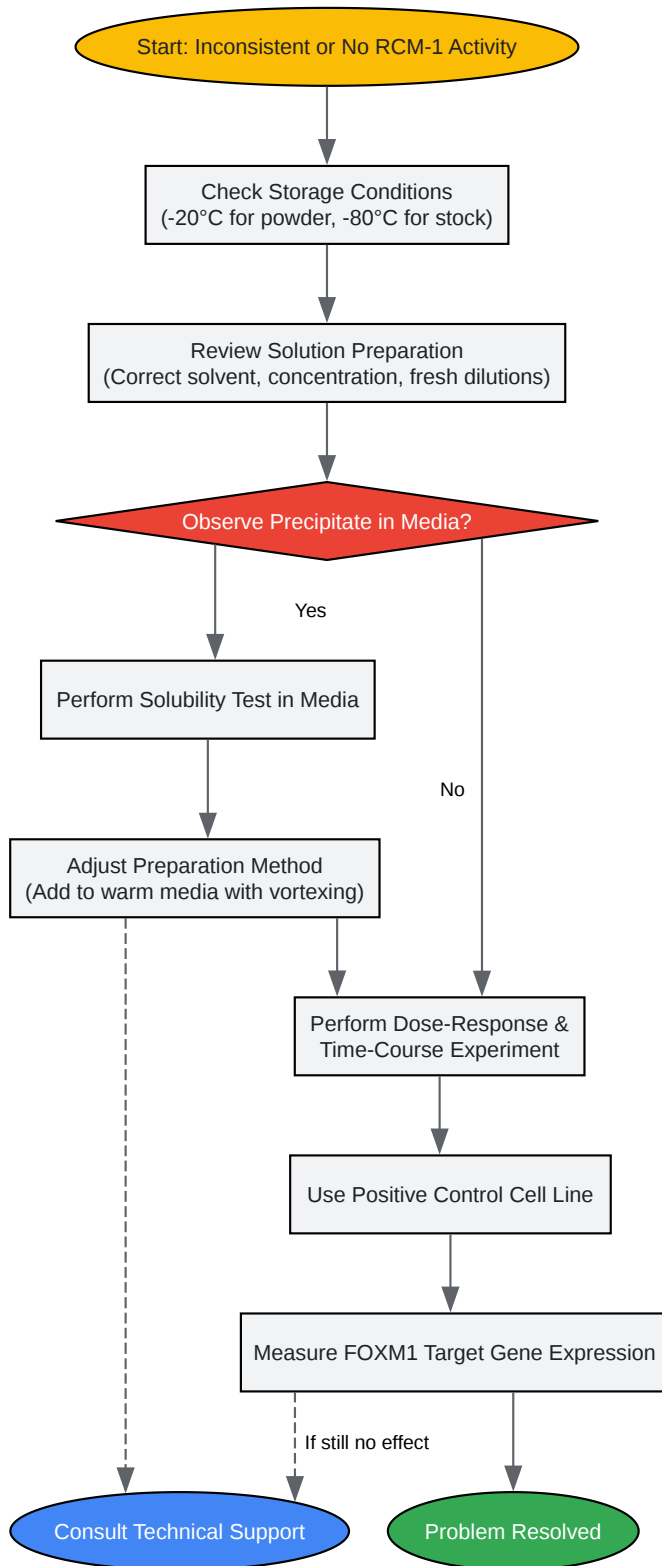 Start: Inconsistent or No RCM-1 Activity
Check Storage Conditions
(-20°C for powder, -80°C for stock)
Review Solution Preparation
(Correct solvent, concentration, fresh dilutions)
Observe Precipitate in Media?
Yes
Perform Solubility Test in Media
No
Adjust Preparation Method
(Add to warm media with vortexing)
Perform Dose-Response &
Time-Course Experiment
Use Positive Control Cell Line
Measure FOXM1 Target Gene Expression
If still no effect
Consult Technical Support
Problem Resolved